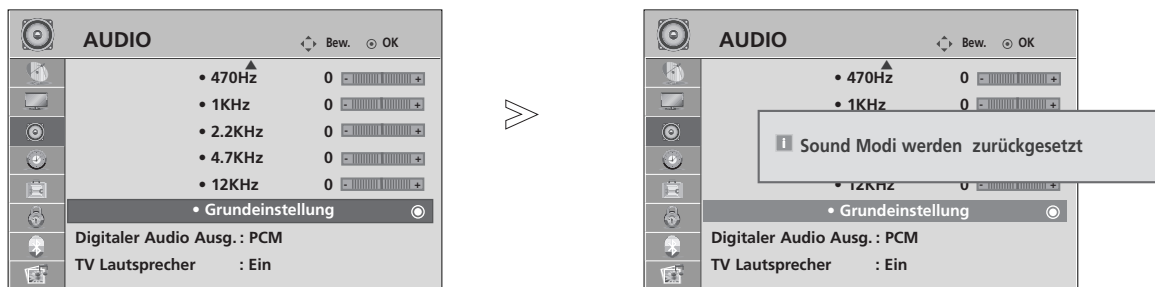 AUDIO Bew. OK
• 470Hz 0 - +
• 1KHz 0 - +
• 2.2KHz 0 - +
• 4.7KHz 0 - +
• 12KHz 0 - +
• Grundeinstellung
Digitaler Audio Ausg. : PCM
TV Lautsprecher : Ein
AUDIO Bew. OK
• 470Hz 0 - +
• 1KHz 0 - +
i Sound Modi werden zurückgesetzt
• 12KHz 0 - +
• Grundeinstellung
Digitaler Audio Ausg. : PCM
TV Lautsprecher : Ein